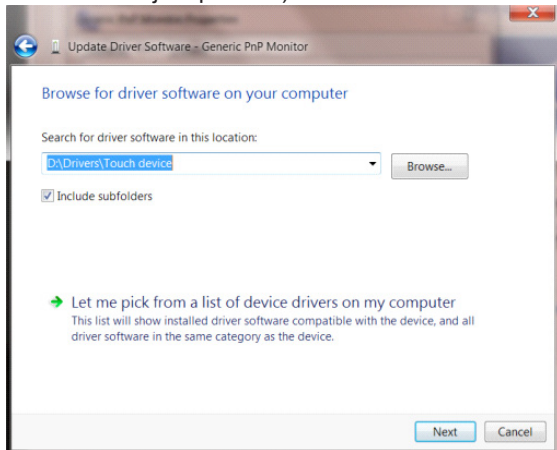 Update Driver Software - Generic PnP Monitor
Browse for driver software on your computer
Search for driver software in this location:
D:\Drivers\Touch device
Browse...
Include subfolders
Let me pick from a list of device drivers on my computer
This list will show installed driver software compatible with the device, and all
driver software in the same category as the device.
Next
Cancel